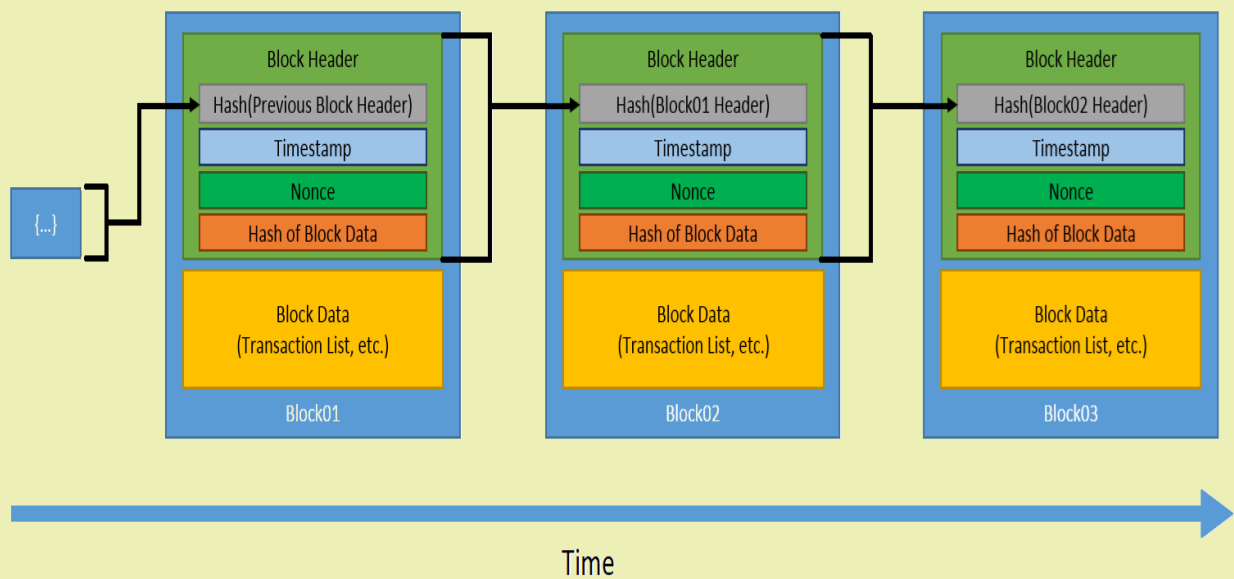 {...}
Block Header
Hash(Previous Block Header)
Timestamp
Nonce
Hash of Block Data
Block Data
(Transaction List, etc.)
Block01
Block Header
Hash(Block01 Header)
Timestamp
Nonce
Hash of Block Data
Block Data
(Transaction List, etc.)
Block02
Block Header
Hash(Block02 Header)
Timestamp
Nonce
Hash of Block Data
Block Data
(Transaction List, etc.)
Block03
Time